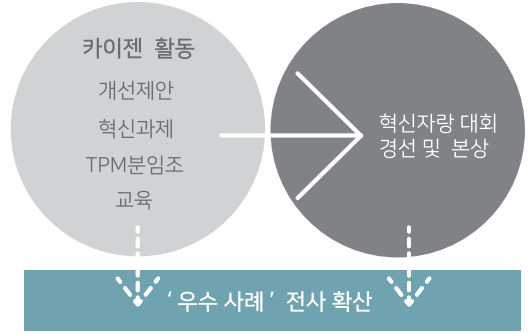 카이젠 활동
개선제안
혁신과제
TPM분임조
교육
혁신자랑 대회
경선 및 본상
‘ 우수 사례 ’ 전사 확산